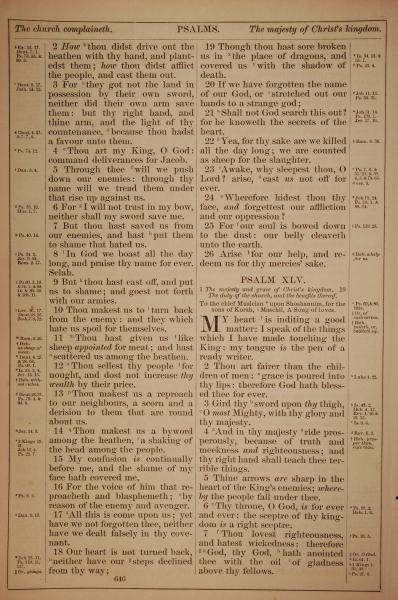 The church complaineth. PSALMS. The majesty of Christ's kingdom.
2 How thou didst drive out the
heathen with thy hand, and plant-
edst them; how thou didst afflict
the people, and cast them out.
3 For they got not the land in
possession by their own sword,
neither did their own arm save
them: but thy right hand, and
thine arm, and the light of thy
countenance, because thou hadst
a favour unto them.
4 Thou art my King, O God:
command deliverances for Jacob.
5 Through thee will we push
down our enemies: through thy
name will we tread them under
that rise up against us.
6 For I will not trust in my bow,
neither shall my sword save me.
7 But thou hast saved us from
our enemies, and hast put them
to shame that hated us.
8 In God we boast all the day
long, and praise thy name for ever.
Selah.
9 But thou hast cast off, and put
us to shame; and goest not forth
with our armies.
10 Thou makest us to turn back
from the enemy: and they which
hate us spoil for themselves.
11 Thou hast given us like
sheep appointed for meat; and hast
scattered us among the heathen.
12 Thou sellest thy people for
nought, and dost not increase thy
wealth by their price.
13 Thou makest us a reproach
to our neighbours, a scorn and a
derision to them that are round
about us.
14 Thou makest us a byword
among the heathen, a shaking of
the head among the people.
15 My confusion is continually
before me, and the shame of my
face hath covered me,
16 For the voice of him that re-
proacheth and blasphemeth; by
reason of the enemy and avenger.
17 All this is come upon us; yet
have we not forgotten thee, neither
have we dealt falsely in thy cove-
nant.
18 Our heart is not turned back,
neither have our steps declined
from thy way;
646
19 Though thou hast sore broken
us in the place of dragons, and
covered us with the shadow of
death.
20 If we have forgotten the name
of our God, or stretched out our
hands to a strange god;
21 Shall not God search this out?
for he knoweth the secrets of the
heart.
22 Yea, for thy sake are we killed
all the day long; we are counted
as sheep for the slaughter.
23 Awake, why sleepest thou, O
Lord? arise, cast us not off for
ever.
24 Wherefore hidest thou thy
face, and forgettest our affliction
and our oppression?
25 For our soul is bowed down
to the dust: our belly cleaveth
unto the earth.
26 Arise for our help, and re-
deem us for thy mercies' sake.
PSALM XLV.
1 The majesty and grace of Christ's kingdom. 10
The duty of the church, and the benefits thereof.
To the chief Musician upon Shoshannim, for the
sons of Korah, Maschil, A Song of loves.
MY heart is inditing a good
matter: I speak of the things
which I have made touching the
King: my tongue is the pen of a
ready writer.
2 Thou art fairer than the chil-
dren of men: grace is poured into
thy lips: therefore God hath bless-
ed thee for ever.
3 Gird thy sword upon thy thigh,
O most Mighty, with thy glory and
thy majesty.
4 And in thy majesty ride pros-
perously, because of truth and
meekness and righteousness; and
thy right hand shall teach thee ter-
rible things.
5 Thine arrows are sharp in the
heart of the King's enemies; where-
by the people fall under thee.
6 Thy throne, O God, is for ever
and ever: the sceptre of thy king-
dom is a right sceptre.
7 Thou lovest righteousness,
and hatest wickedness: therefore
God, thy God, hath anointed
thee with the oil of gladness
above thy fellows.